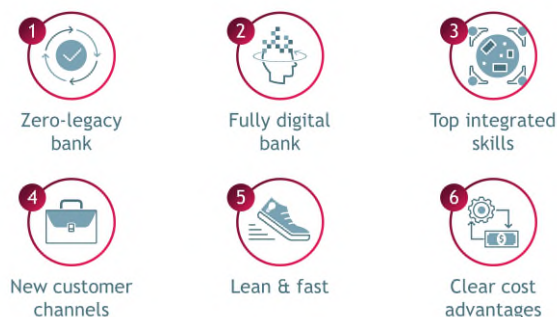 1
Zero-legacy
bank
2
Fully digital
bank
3
Top integrated
skills
4
New customer
channels
5
Lean & fast
6
$
Clear cost
advantages